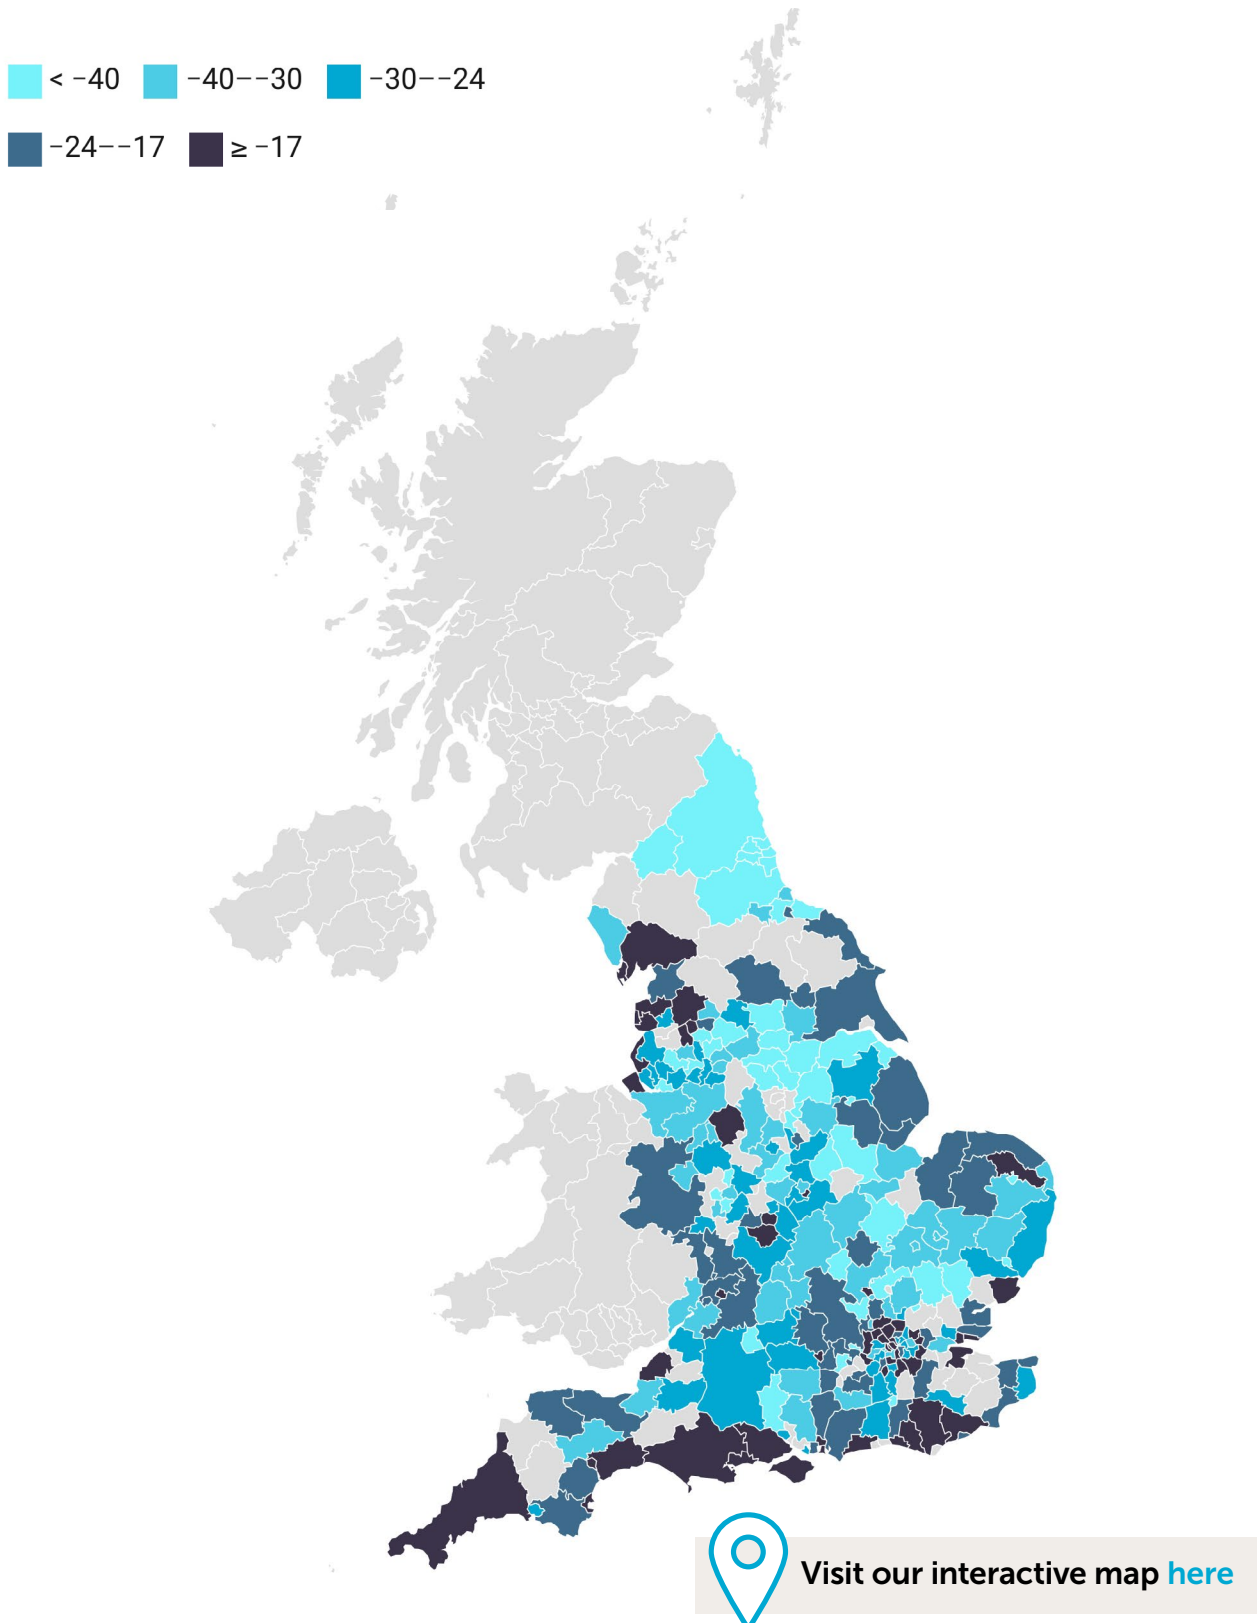 < −40 −40–−30 −30–−24
−24–−17 ≥ −17
Visit our interactive map here